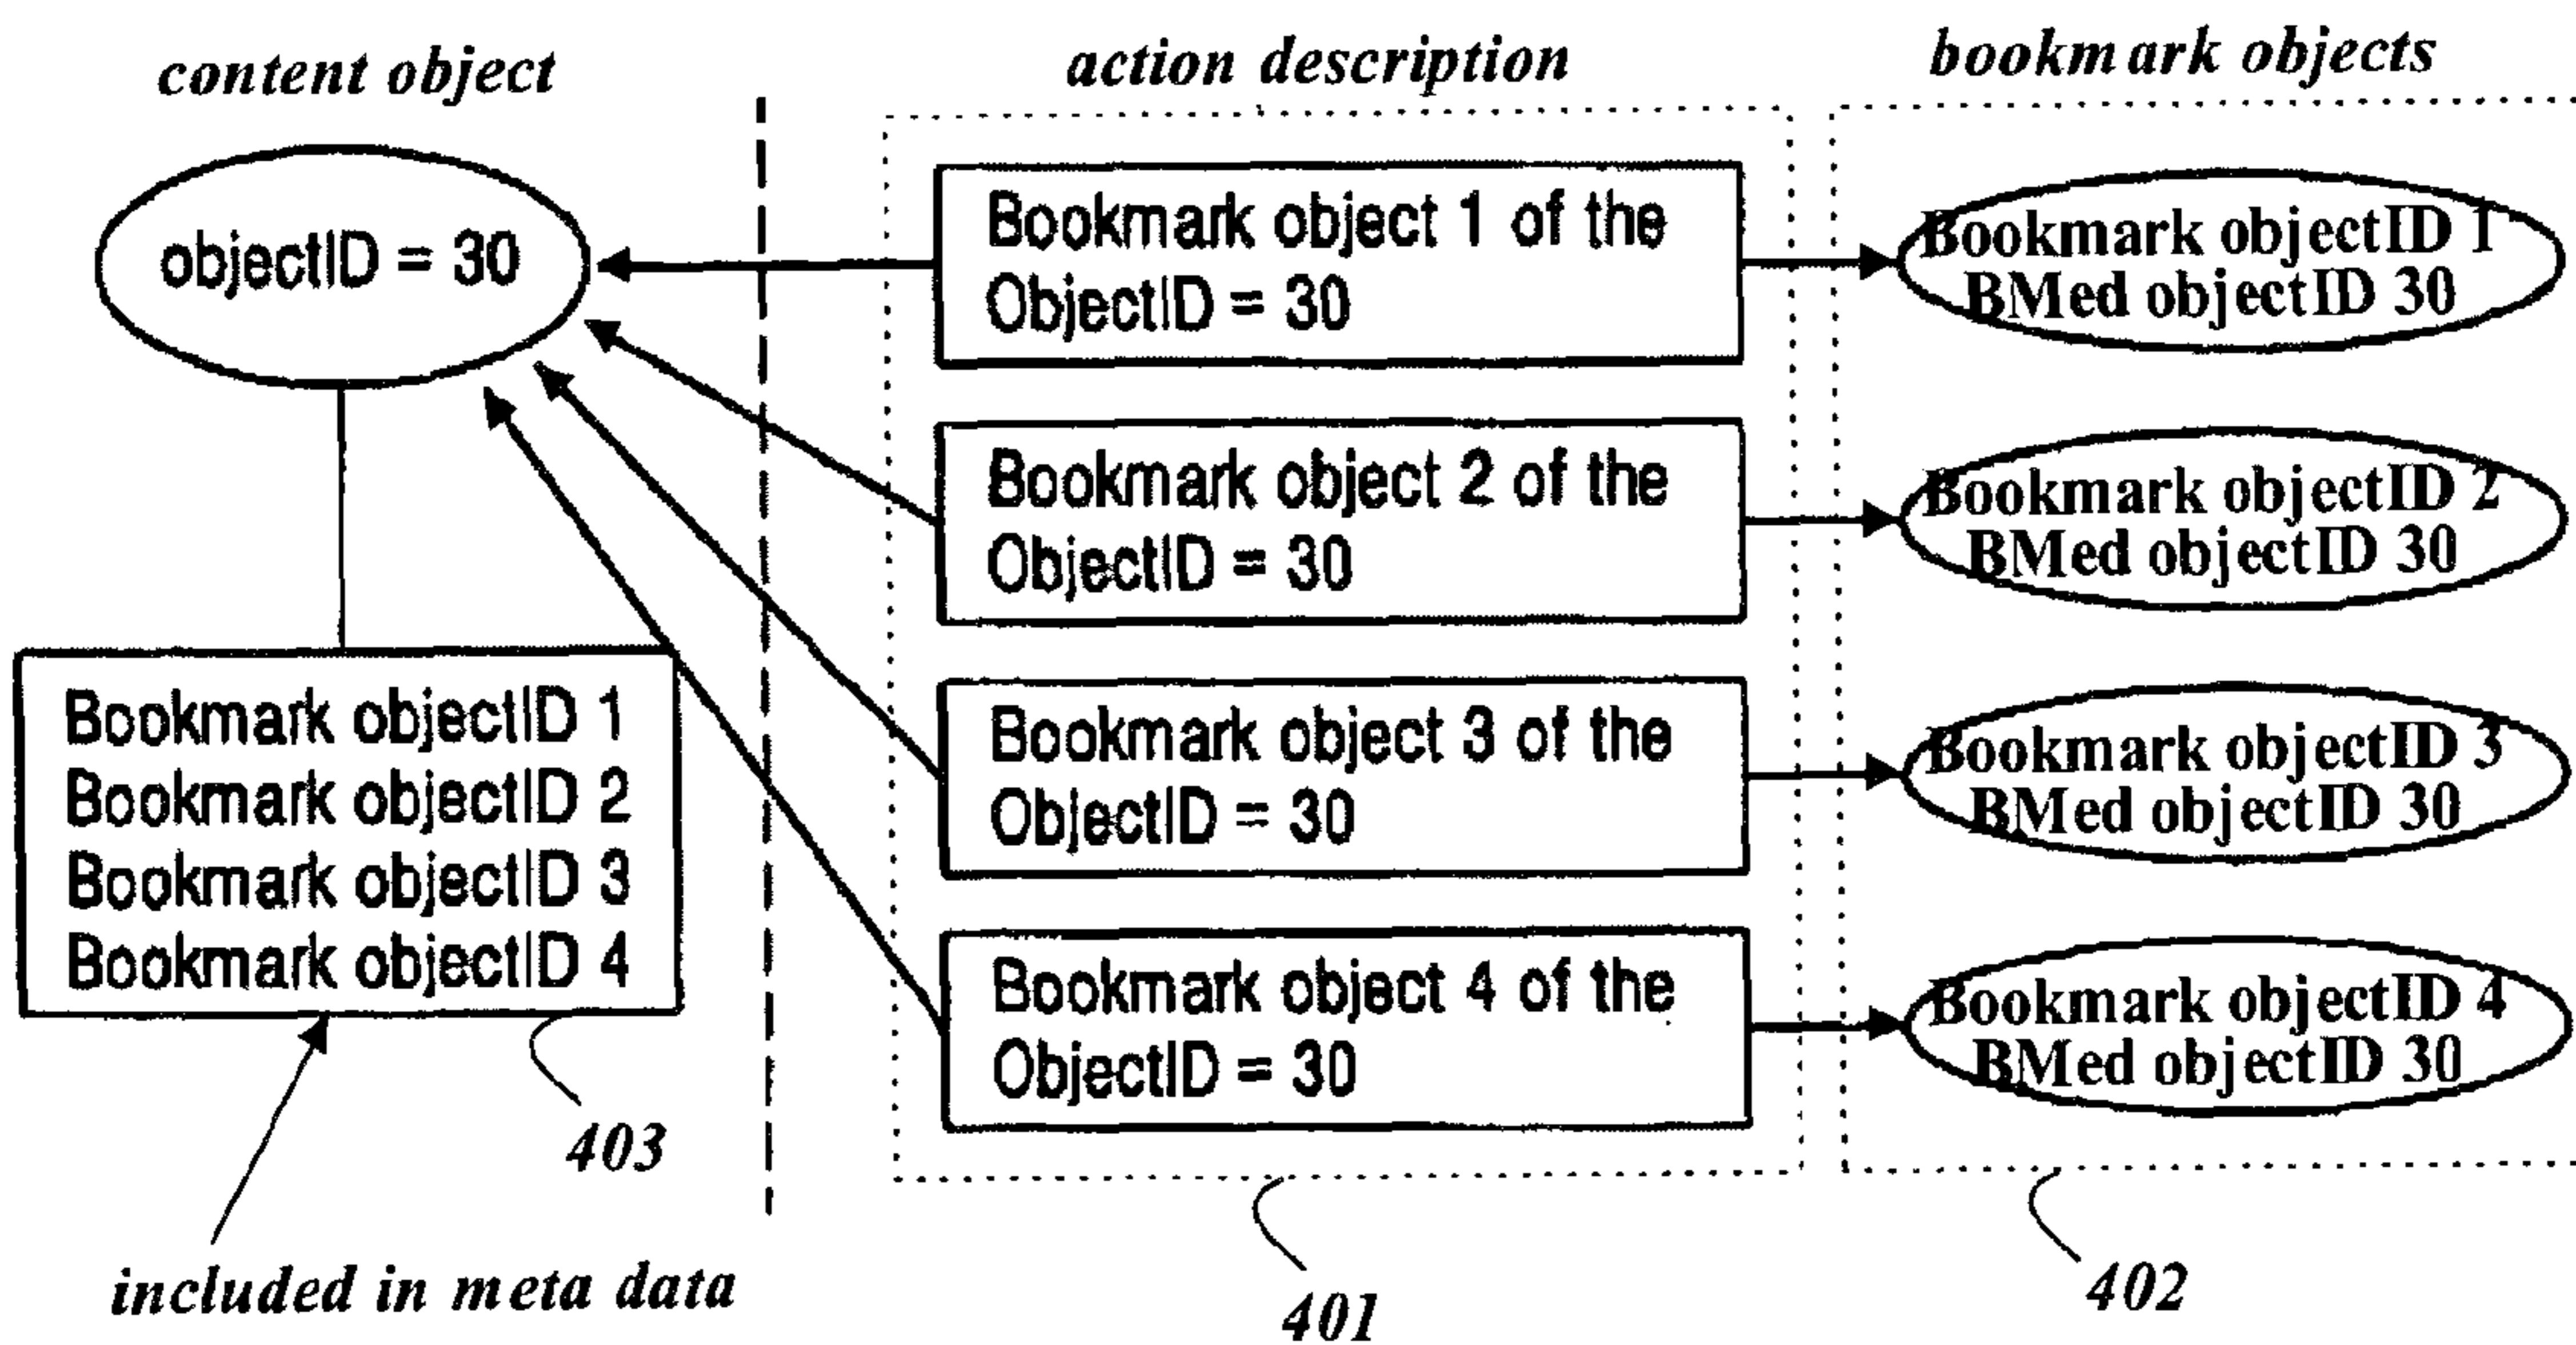 content object
action description
bookmark objects
objectID = 30
Bookmark object 1 of the
ObjectID = 30
Bookmark objectID 1
BMed objectID 30
Bookmark object 2 of the
ObjectID = 30
Bookmark objectID 2
BMed objectID 30
Bookmark objectID 1
Bookmark objectID 2
Bookmark objectID 3
Bookmark objectID 4
Bookmark object 3 of the
ObjectID = 30
Bookmark objectID 3
BMed objectID 30
Bookmark object 4 of the
ObjectID = 30
Bookmark objectID 4
BMed objectID 30
403
included in meta data
401
402